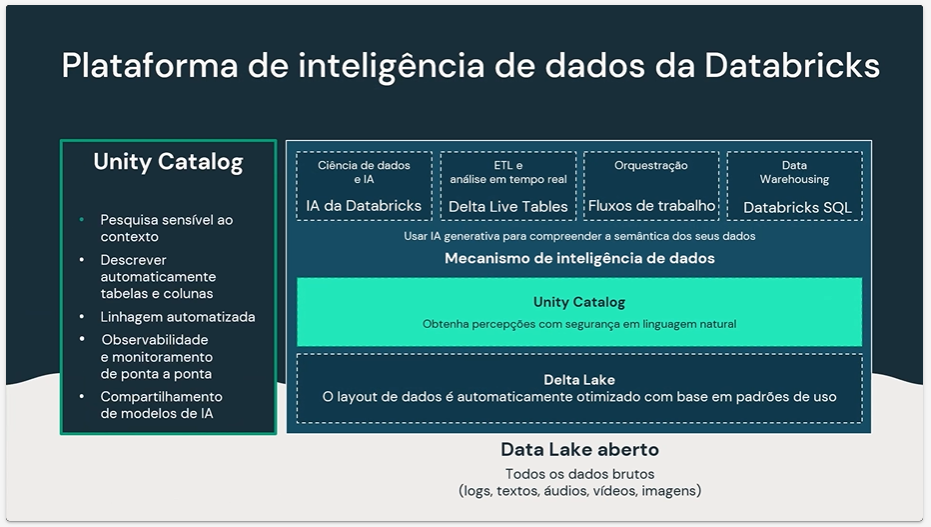 Plataforma de inteligência de dados da Databricks
Unity Catalog
• Pesquisa sensível ao
contexto
• Descrever
automaticamente
tabelas e colunas
• Linhagem automatizada
• Observabilidade
e monitoramento
de ponta a ponta
• Compartilhamento
de modelos de IA
Ciência de dados
e IA
IA da Databricks
ETL e
análise em tempo real
Delta Live Tables
Orquestração
Fluxos de trabalho
Data
Warehousing
Databricks SQL
Usar IA generativa para compreender a semântica dos seus dados
Mecanismo de inteligência de dados
Unity Catalog
Obtenha percepções com segurança em linguagem natural
Delta Lake
O layout de dados é automaticamente otimizado com base em padrões de uso
Data Lake aberto
Todos os dados brutos
(logs, textos, áudios, vídeos, imagens)